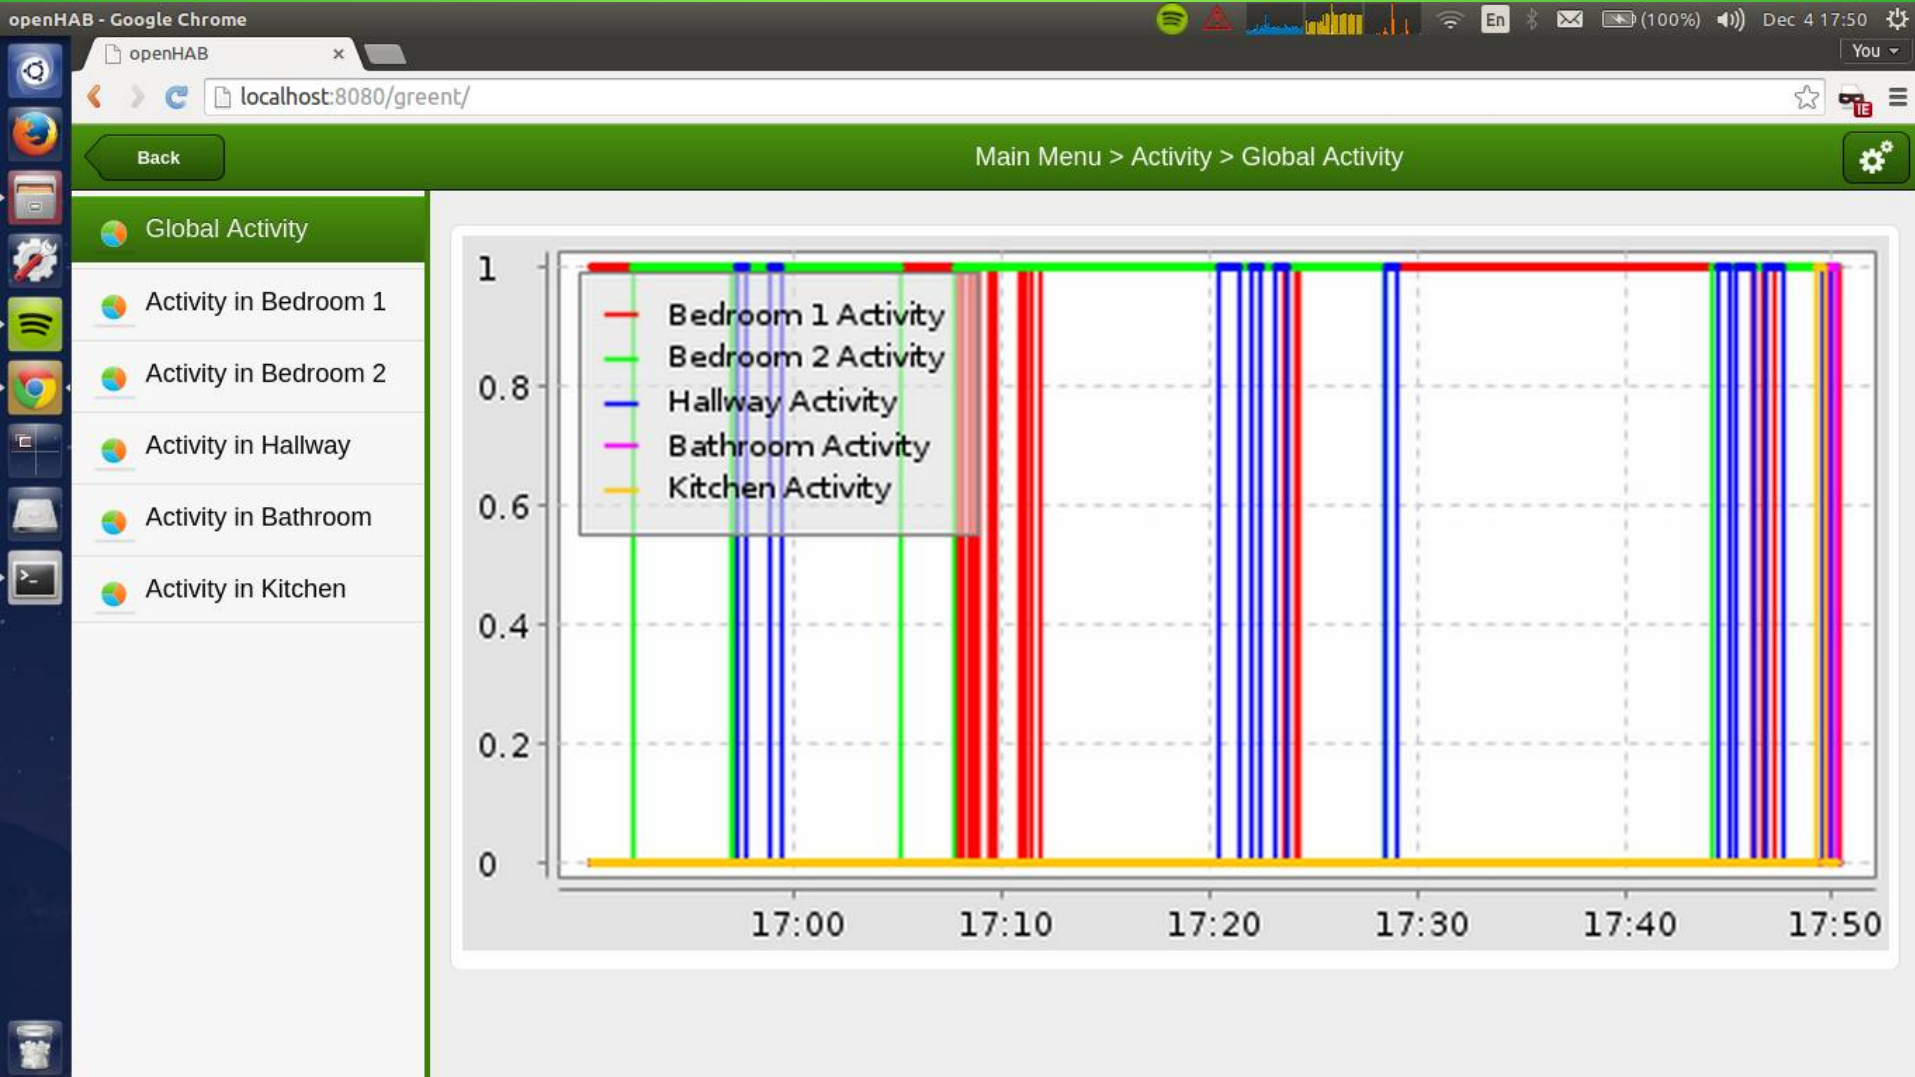 openHAB - Google Chrome
En
(100%)
Dec 4 17:50
openHAB
×
You
localhost:8080/greent/
IE
Back
Main Menu > Activity > Global Activity
Global Activity
Activity in Bedroom 1
Activity in Bedroom 2
Activity in Hallway
Activity in Bathroom
Activity in Kitchen
1
0.8
0.6
0.4
0.2
0
Bedroom 1 Activity
Bedroom 2 Activity
Hallway Activity
Bathroom Activity
Kitchen Activity
17:00
17:10
17:20
17:30
17:40
17:50